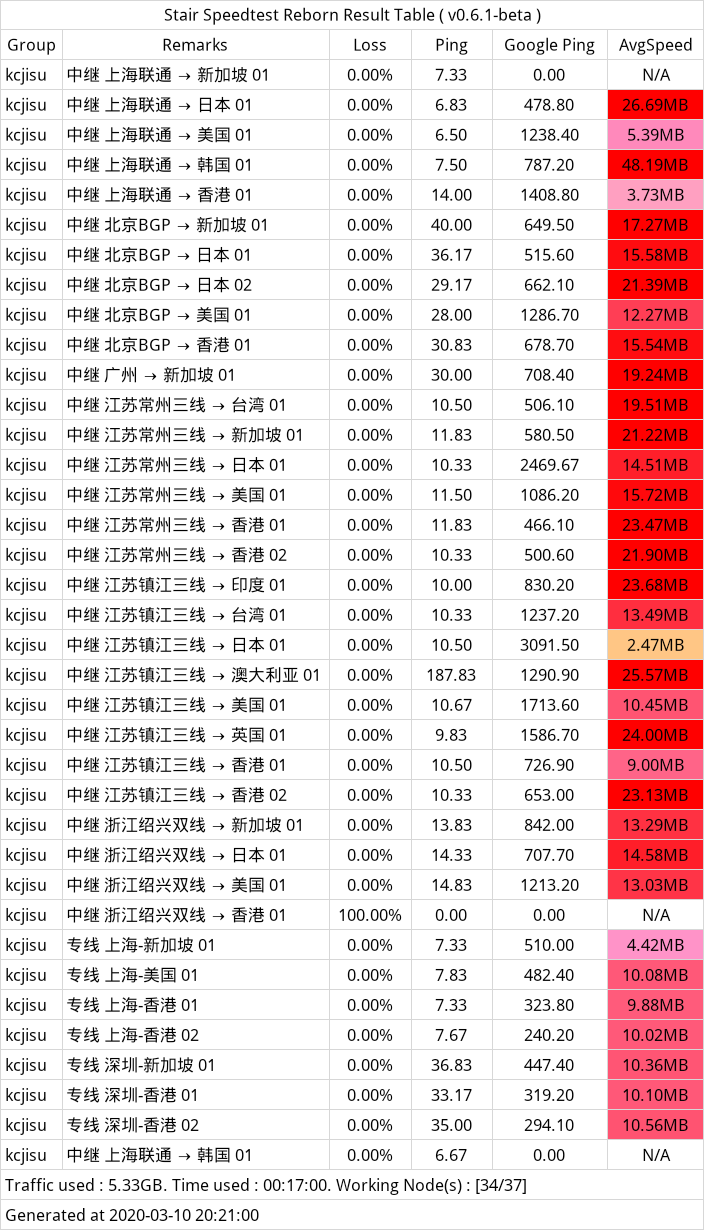 Stair Speedtest Reborn Result Table ( v0.6.1-beta )
Group Remarks Loss Ping Google Ping AvgSpeed
kcjisu 中继 上海联通 → 新加坡 01 0.00% 7.33 0.00 N/A
kcjisu 中继 上海联通 → 日本 01 0.00% 6.83 478.80 26.69MB
kcjisu 中继 上海联通 → 美国 01 0.00% 6.50 1238.40 5.39MB
kcjisu 中继 上海联通 → 韩国 01 0.00% 7.50 787.20 48.19MB
kcjisu 中继 上海联通 → 香港 01 0.00% 14.00 1408.80 3.73MB
kcjisu 中继 北京BGP → 新加坡 01 0.00% 40.00 649.50 17.27MB
kcjisu 中继 北京BGP → 日本 01 0.00% 36.17 515.60 15.58MB
kcjisu 中继 北京BGP → 日本 02 0.00% 29.17 662.10 21.39MB
kcjisu 中继 北京BGP → 美国 01 0.00% 28.00 1286.70 12.27MB
kcjisu 中继 北京BGP → 香港 01 0.00% 30.83 678.70 15.54MB
kcjisu 中继 广州 → 新加坡 01 0.00% 30.00 708.40 19.24MB
kcjisu 中继 江苏常州三线 → 台湾 01 0.00% 10.50 506.10 19.51MB
kcjisu 中继 江苏常州三线 → 新加坡 01 0.00% 11.83 580.50 21.22MB
kcjisu 中继 江苏常州三线 → 日本 01 0.00% 10.33 2469.67 14.51MB
kcjisu 中继 江苏常州三线 → 美国 01 0.00% 11.50 1086.20 15.72MB
kcjisu 中继 江苏常州三线 → 香港 01 0.00% 11.83 466.10 23.47MB
kcjisu 中继 江苏常州三线 → 香港 02 0.00% 10.33 500.60 21.90MB
kcjisu 中继 江苏镇江三线 → 印度 01 0.00% 10.00 830.20 23.68MB
kcjisu 中继 江苏镇江三线 → 台湾 01 0.00% 10.33 1237.20 13.49MB
kcjisu 中继 江苏镇江三线 → 日本 01 0.00% 10.50 3091.50 2.47MB
kcjisu 中继 江苏镇江三线 → 澳大利亚 01 0.00% 187.83 1290.90 25.57MB
kcjisu 中继 江苏镇江三线 → 美国 01 0.00% 10.67 1713.60 10.45MB
kcjisu 中继 江苏镇江三线 → 英国 01 0.00% 9.83 1586.70 24.00MB
kcjisu 中继 江苏镇江三线 → 香港 01 0.00% 10.50 726.90 9.00MB
kcjisu 中继 江苏镇江三线 → 香港 02 0.00% 10.33 653.00 23.13MB
kcjisu 中继 浙江绍兴双线 → 新加坡 01 0.00% 13.83 842.00 13.29MB
kcjisu 中继 浙江绍兴双线 → 日本 01 0.00% 14.33 707.70 14.58MB
kcjisu 中继 浙江绍兴双线 → 美国 01 0.00% 14.83 1213.20 13.03MB
kcjisu 中继 浙江绍兴双线 → 香港 01 100.00% 0.00 0.00 N/A
kcjisu 专线 上海-新加坡 01 0.00% 7.33 510.00 4.42MB
kcjisu 专线 上海-美国 01 0.00% 7.83 482.40 10.08MB
kcjisu 专线 上海-香港 01 0.00% 7.33 323.80 9.88MB
kcjisu 专线 上海-香港 02 0.00% 7.67 240.20 10.02MB
kcjisu 专线 深圳-新加坡 01 0.00% 36.83 447.40 10.36MB
kcjisu 专线 深圳-香港 01 0.00% 33.17 319.20 10.10MB
kcjisu 专线 深圳-香港 02 0.00% 35.00 294.10 10.56MB
kcjisu 中继 上海联通 → 韩国 01 0.00% 6.67 0.00 N/A
Traffic used : 5.33GB. Time used : 00:17:00. Working Node(s) : [34/37]
Generated at 2020-03-10 20:21:00